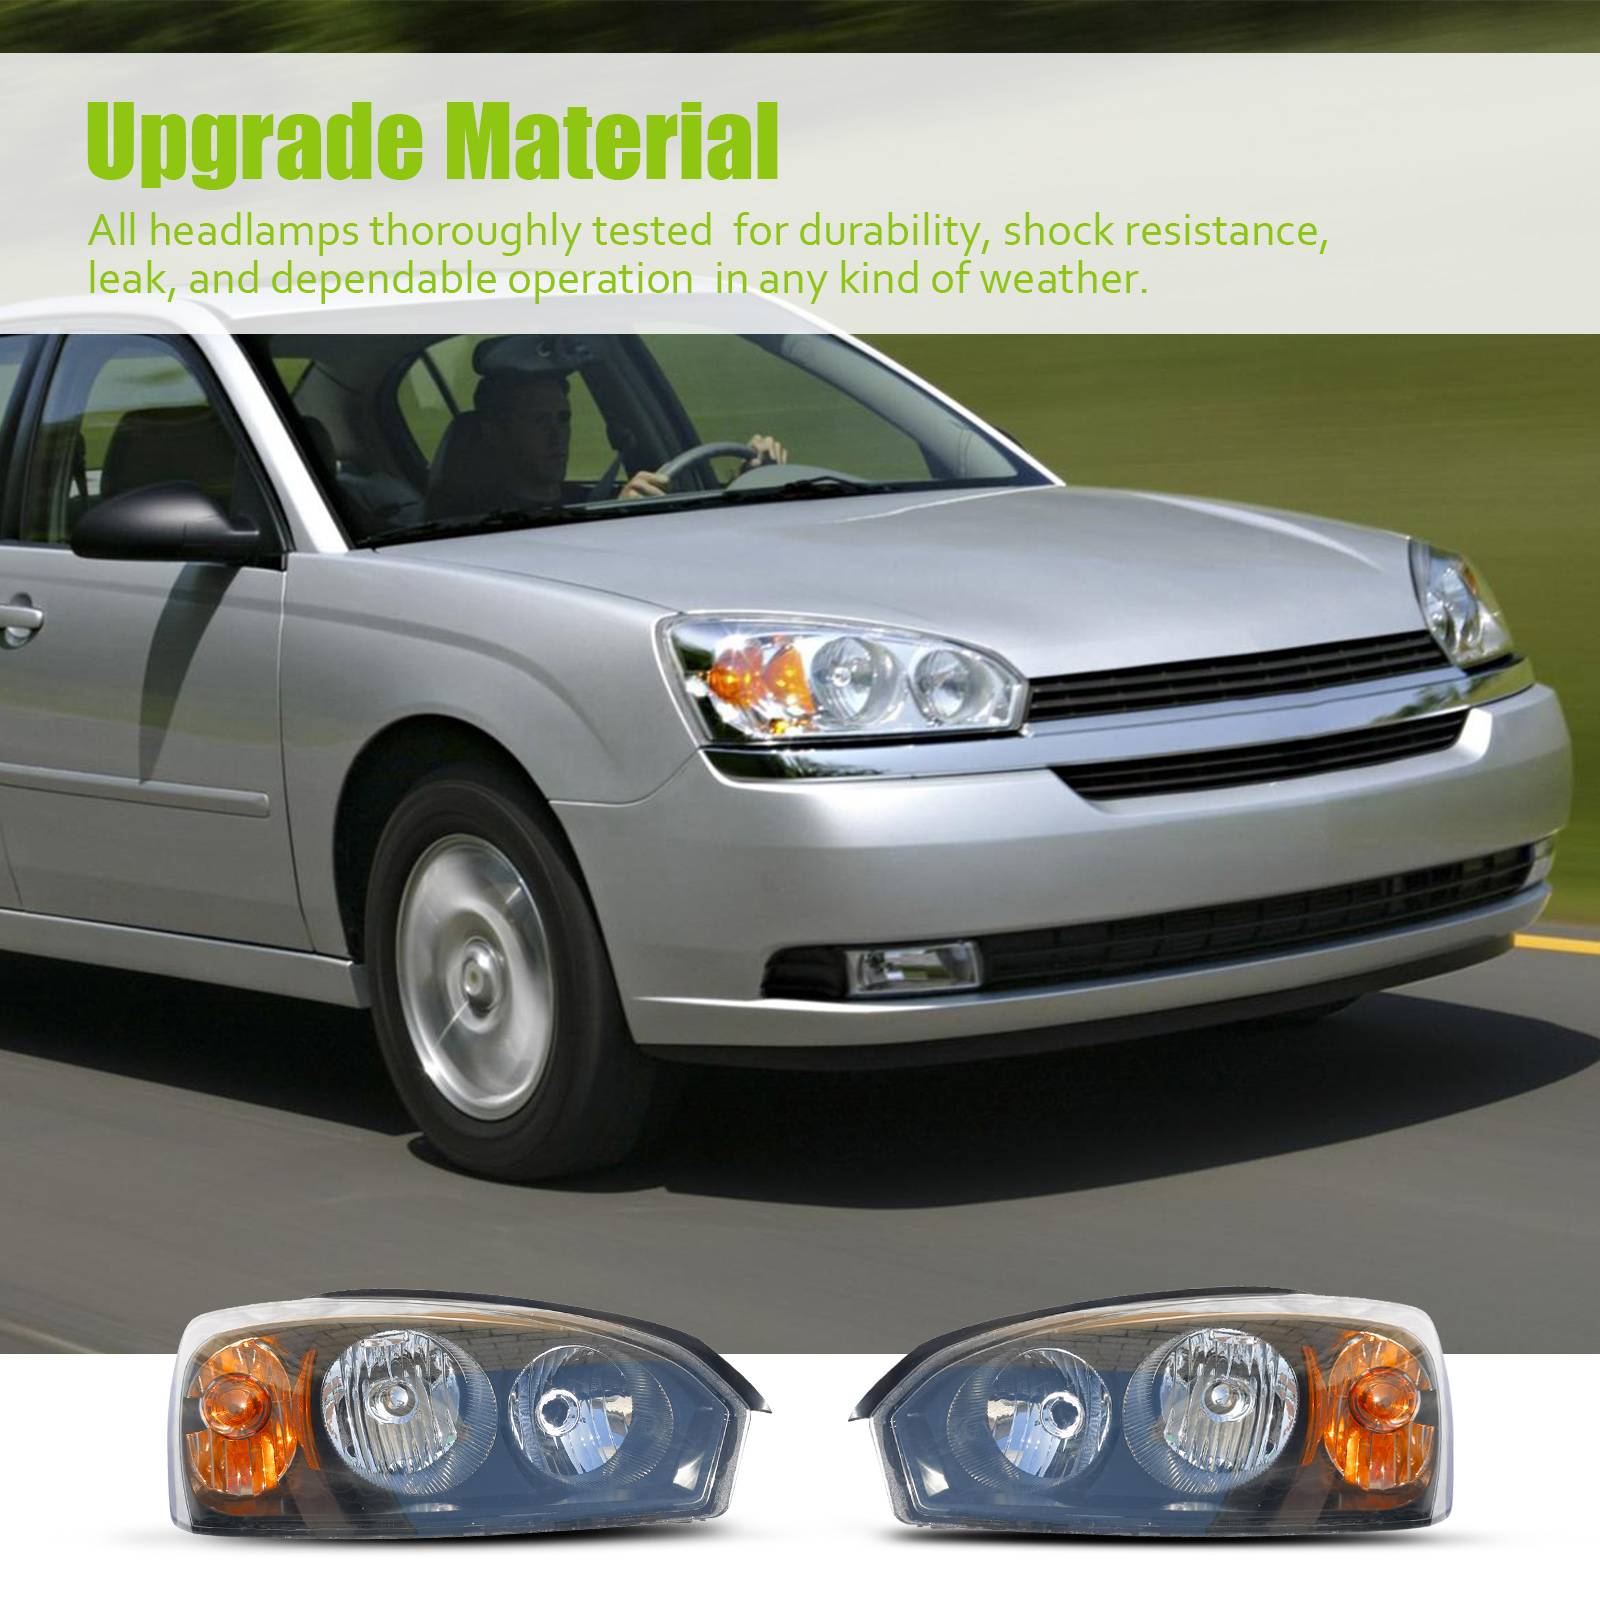 Upgrade Material
All headlamps thoroughly tested  for durability, shock resistance,
leak, and dependable operation  in any kind of weather.